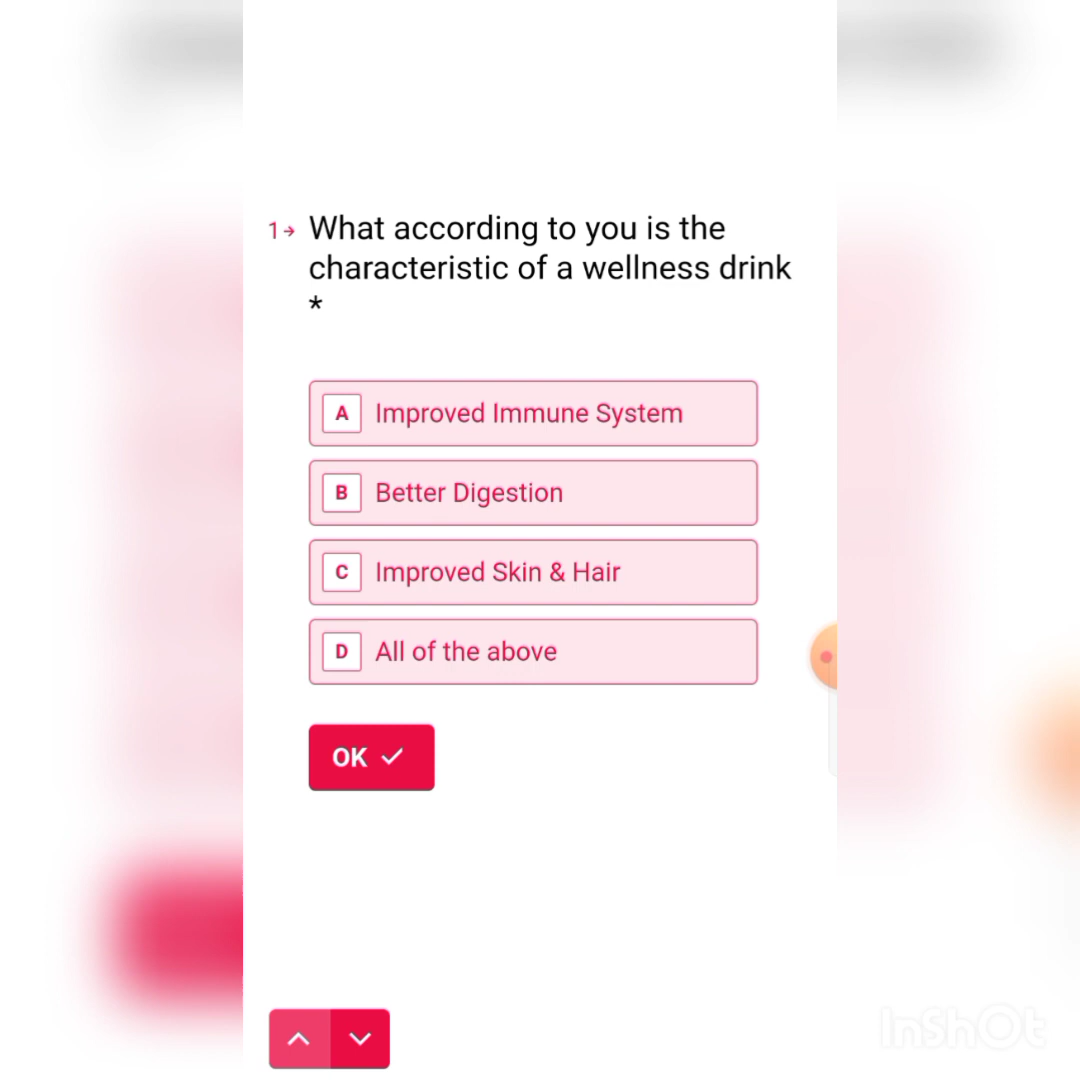 1→ What according to you is the
characteristic of a wellness drink
*
A Improved Immune System
B Better Digestion
C Improved Skin & Hair
D All of the above
OK ✓
InShOt